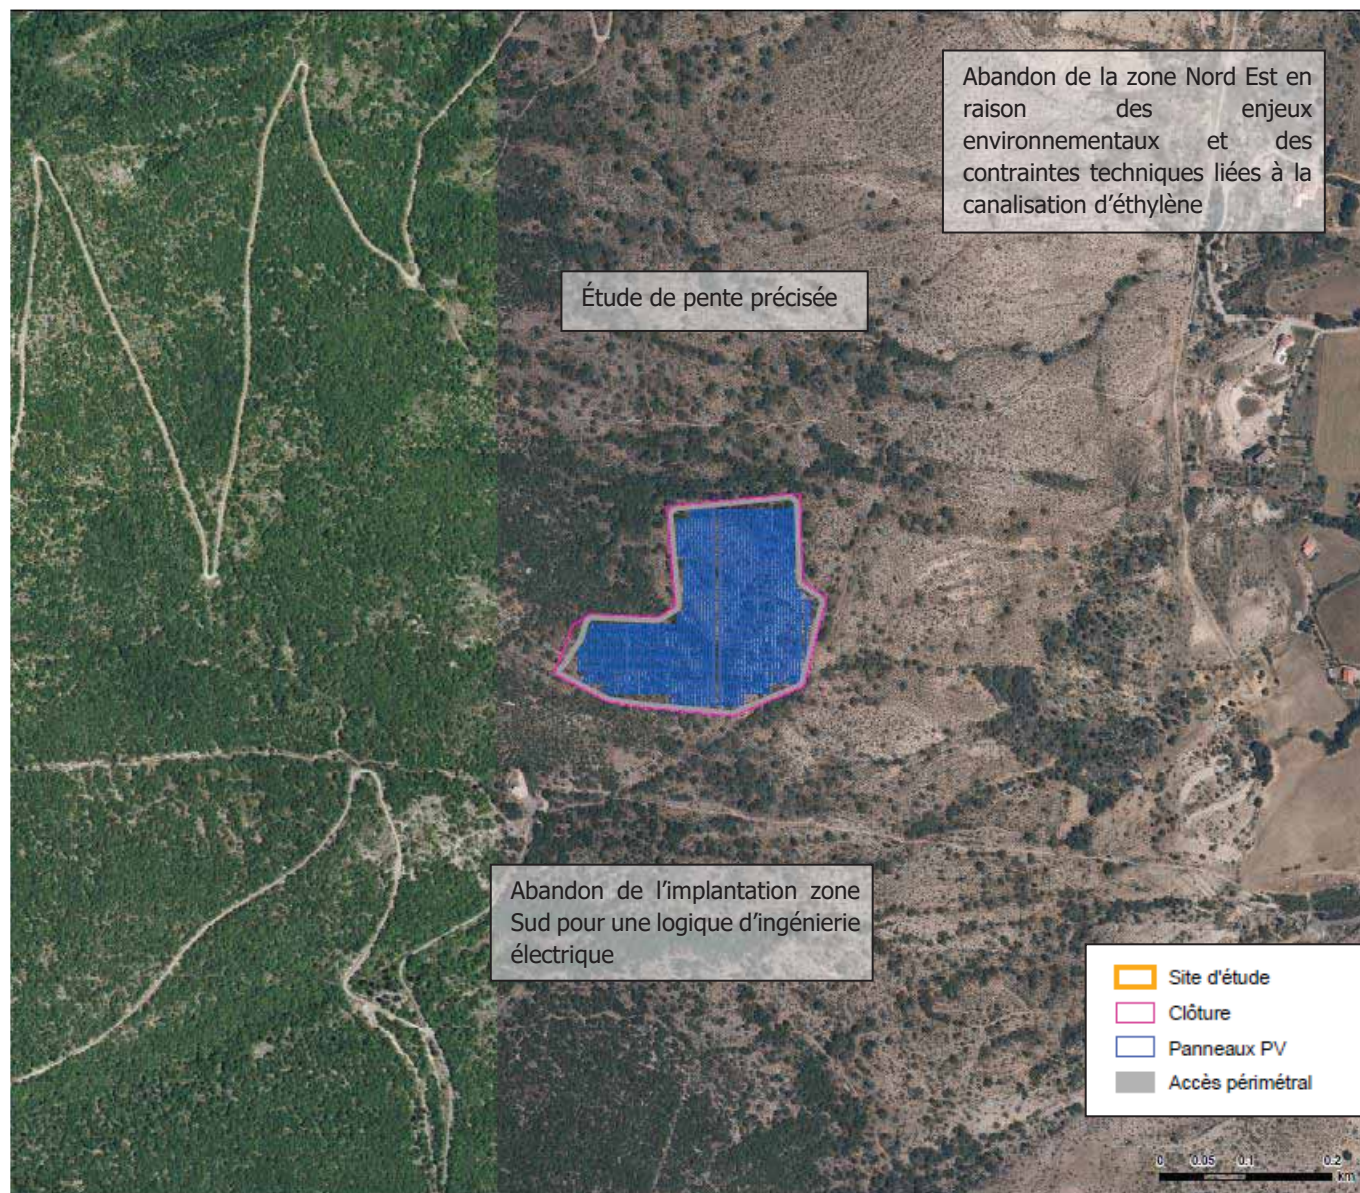 Abandon de la zone Nord Est en
raison des enjeux
environnementaux et des
contraintes techniques liées à la
canalisation d'éthylène
Étude de pente précisée
Abandon de l'implantation zone
Sud pour une logique d'ingénierie
électrique
Site d'étude
Clôture
Panneaux PV
Accès périmétral
0 0.05 0.1 0.2
km